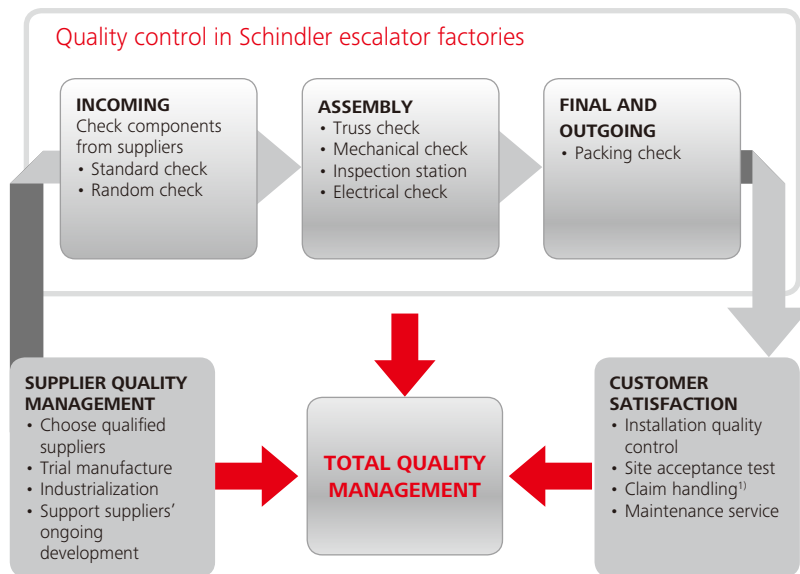 Quality control in Schindler escalator factories
INCOMING
Check components
from suppliers
• Standard check
• Random check
ASSEMBLY
• Truss check
• Mechanical check
• Inspection station
• Electrical check
FINAL AND
OUTGOING
• Packing check
SUPPLIER QUALITY
MANAGEMENT
• Choose qualified
suppliers
• Trial manufacture
• Industrialization
• Support suppliers’
ongoing
development
TOTAL QUALITY
MANAGEMENT
CUSTOMER
SATISFACTION
• Installation quality
control
• Site acceptance test
• Claim handling¹⁾
• Maintenance service